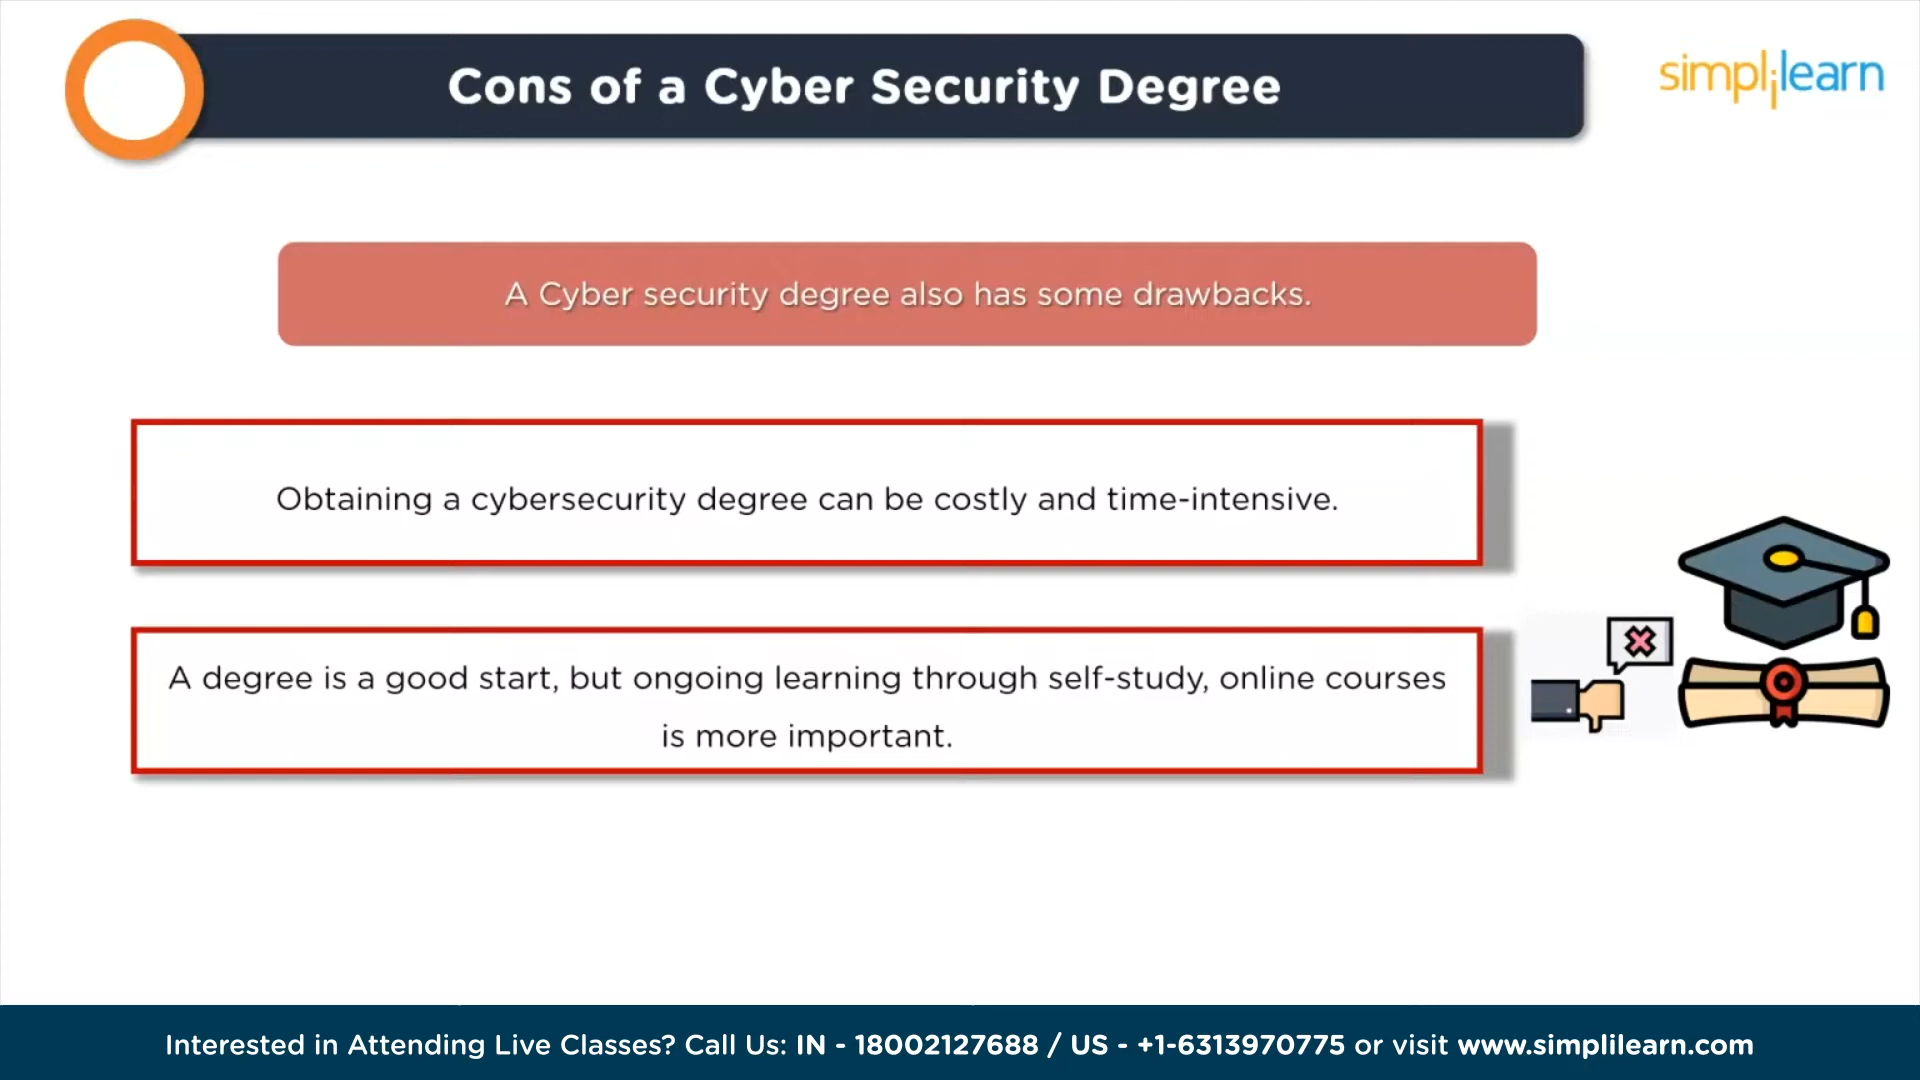 Cons of a Cyber Security Degree
simplilearn
A Cyber security degree also has some drawbacks.
Obtaining a cybersecurity degree can be costly and time-intensive.
A degree is a good start, but ongoing learning through self-study, online courses
is more important.
Interested in Attending Live Classes? Call Us: IN - 18002127688 / US - +1-6313970775 or visit www.simplilearn.com